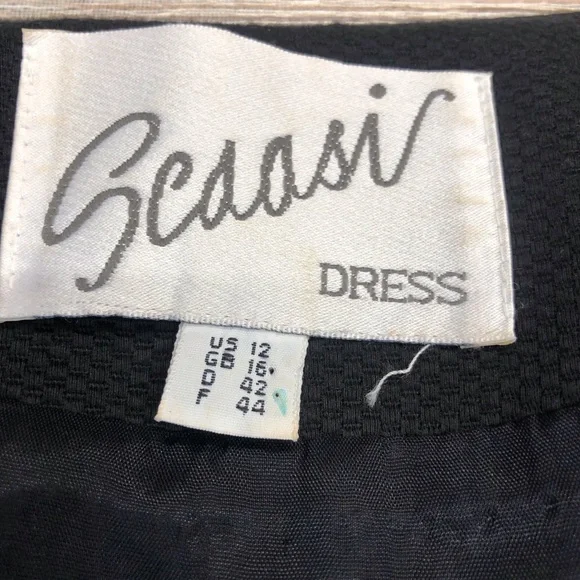 Scaasi
DRESS
US 12
GB 16
D 42
F 44